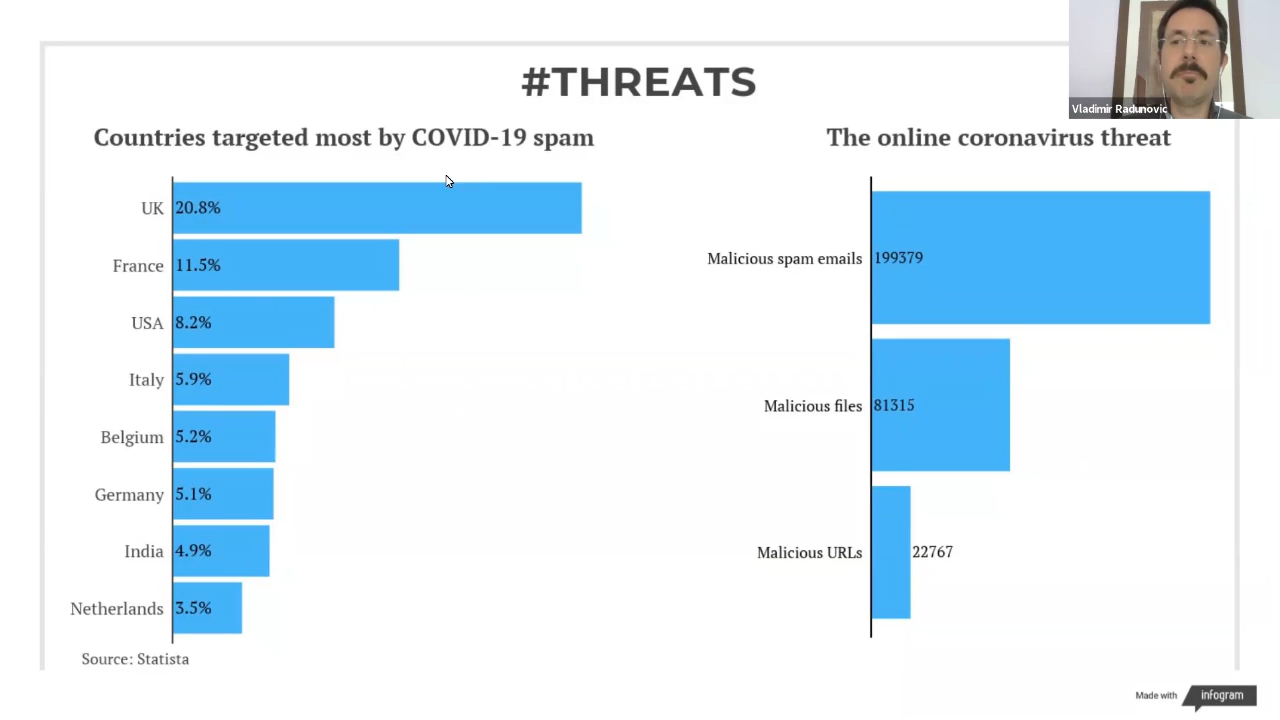 #THREATS
Vladimir Radunovic
Countries targeted most by COVID-19 spam
UK 20.8%
France 11.5%
USA 8.2%
Italy 5.9%
Belgium 5.2%
Germany 5.1%
India 4.9%
Netherlands 3.5%
Source: Statista
The online coronavirus threat
Malicious spam emails 199379
Malicious files 81315
Malicious URLs 22767
Made with infogram